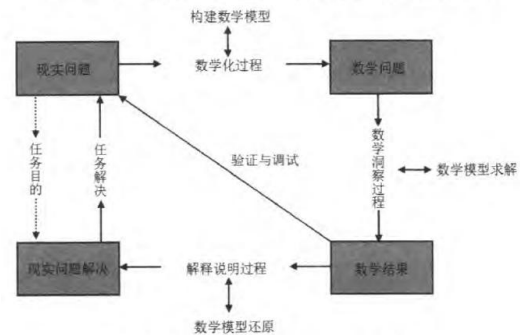 构建数学模型
现实问题
数学化过程
数学问题
任务目的
任务解决
验证与调试
数学洞察过程
数学模型求解
现实问题解决
解释说明过程
数学结果
数学模型还原